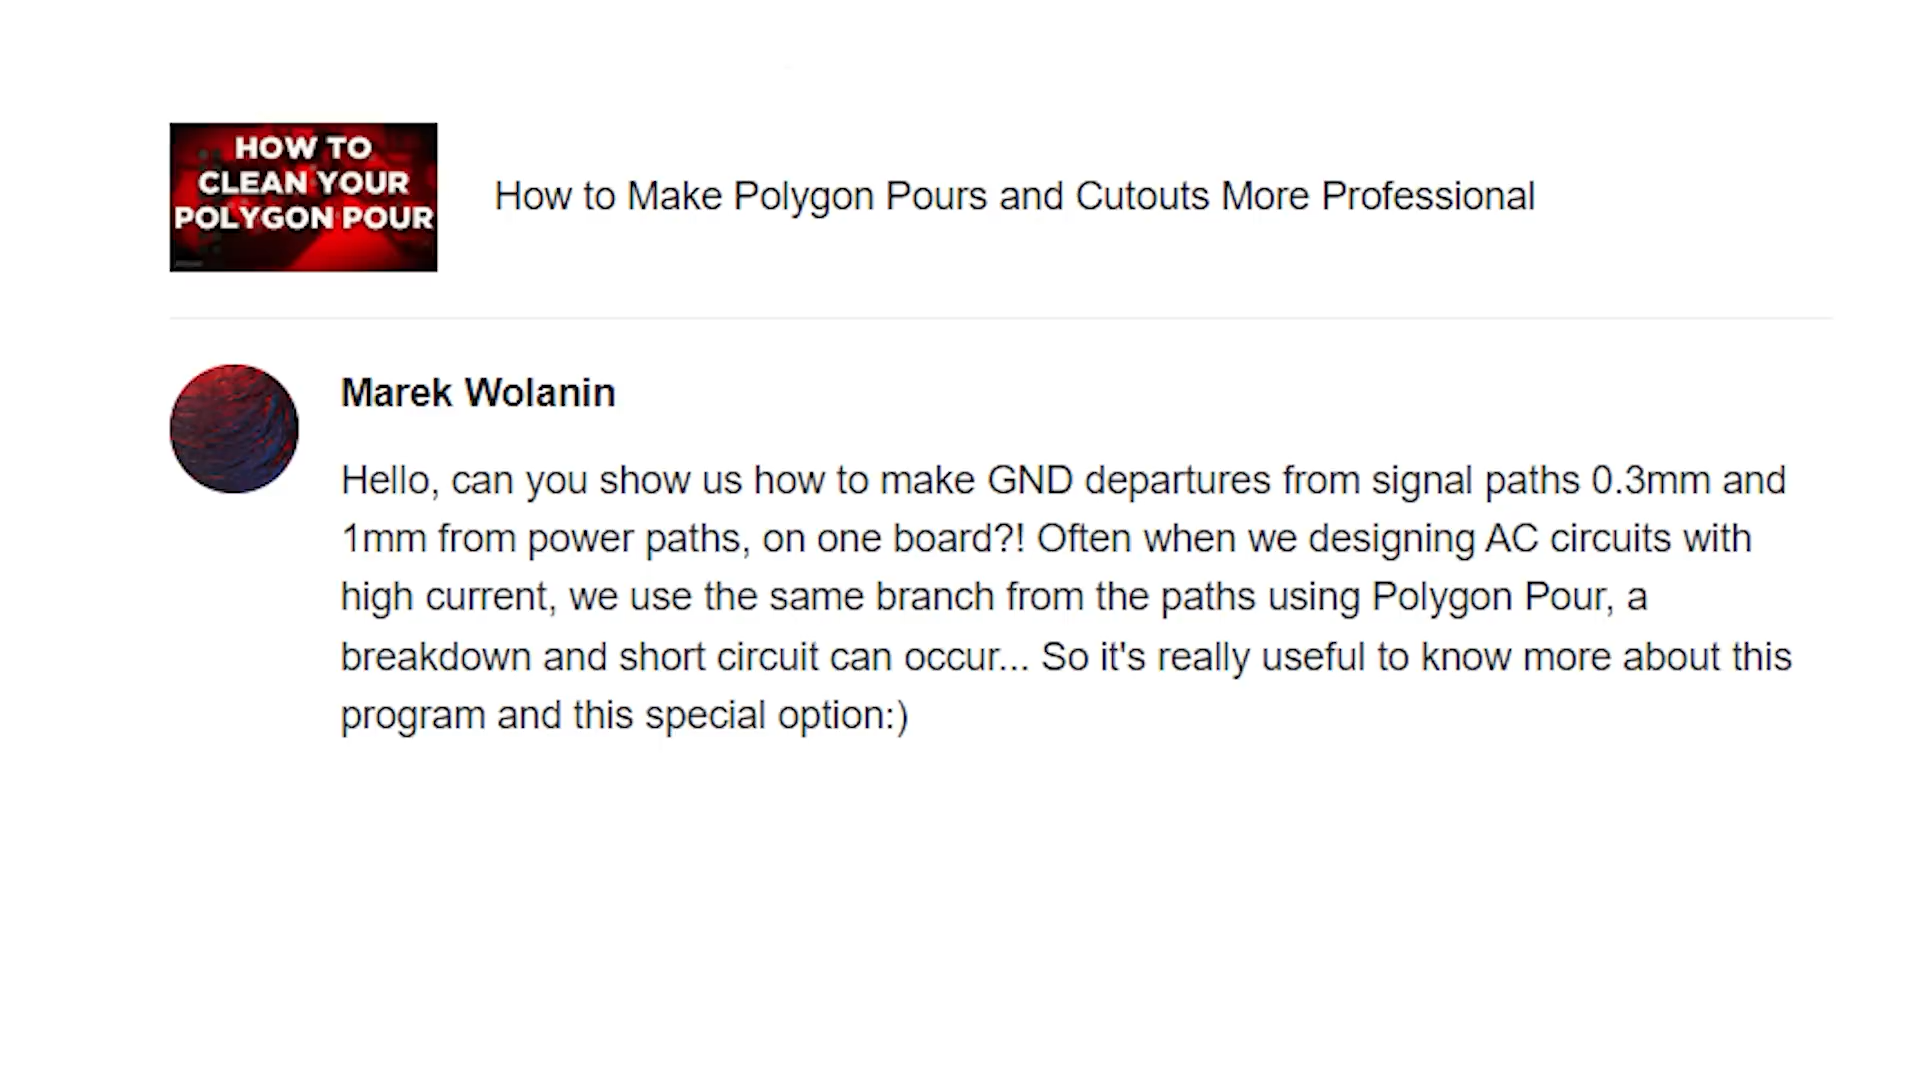 HOW TO
CLEAN YOUR
POLYGON POUR
How to Make Polygon Pours and Cutouts More Professional
Marek Wolanin
Hello, can you show us how to make GND departures from signal paths 0.3mm and
1mm from power paths, on one board?! Often when we designing AC circuits with
high current, we use the same branch from the paths using Polygon Pour, a
breakdown and short circuit can occur... So it's really useful to know more about this
program and this special option:)